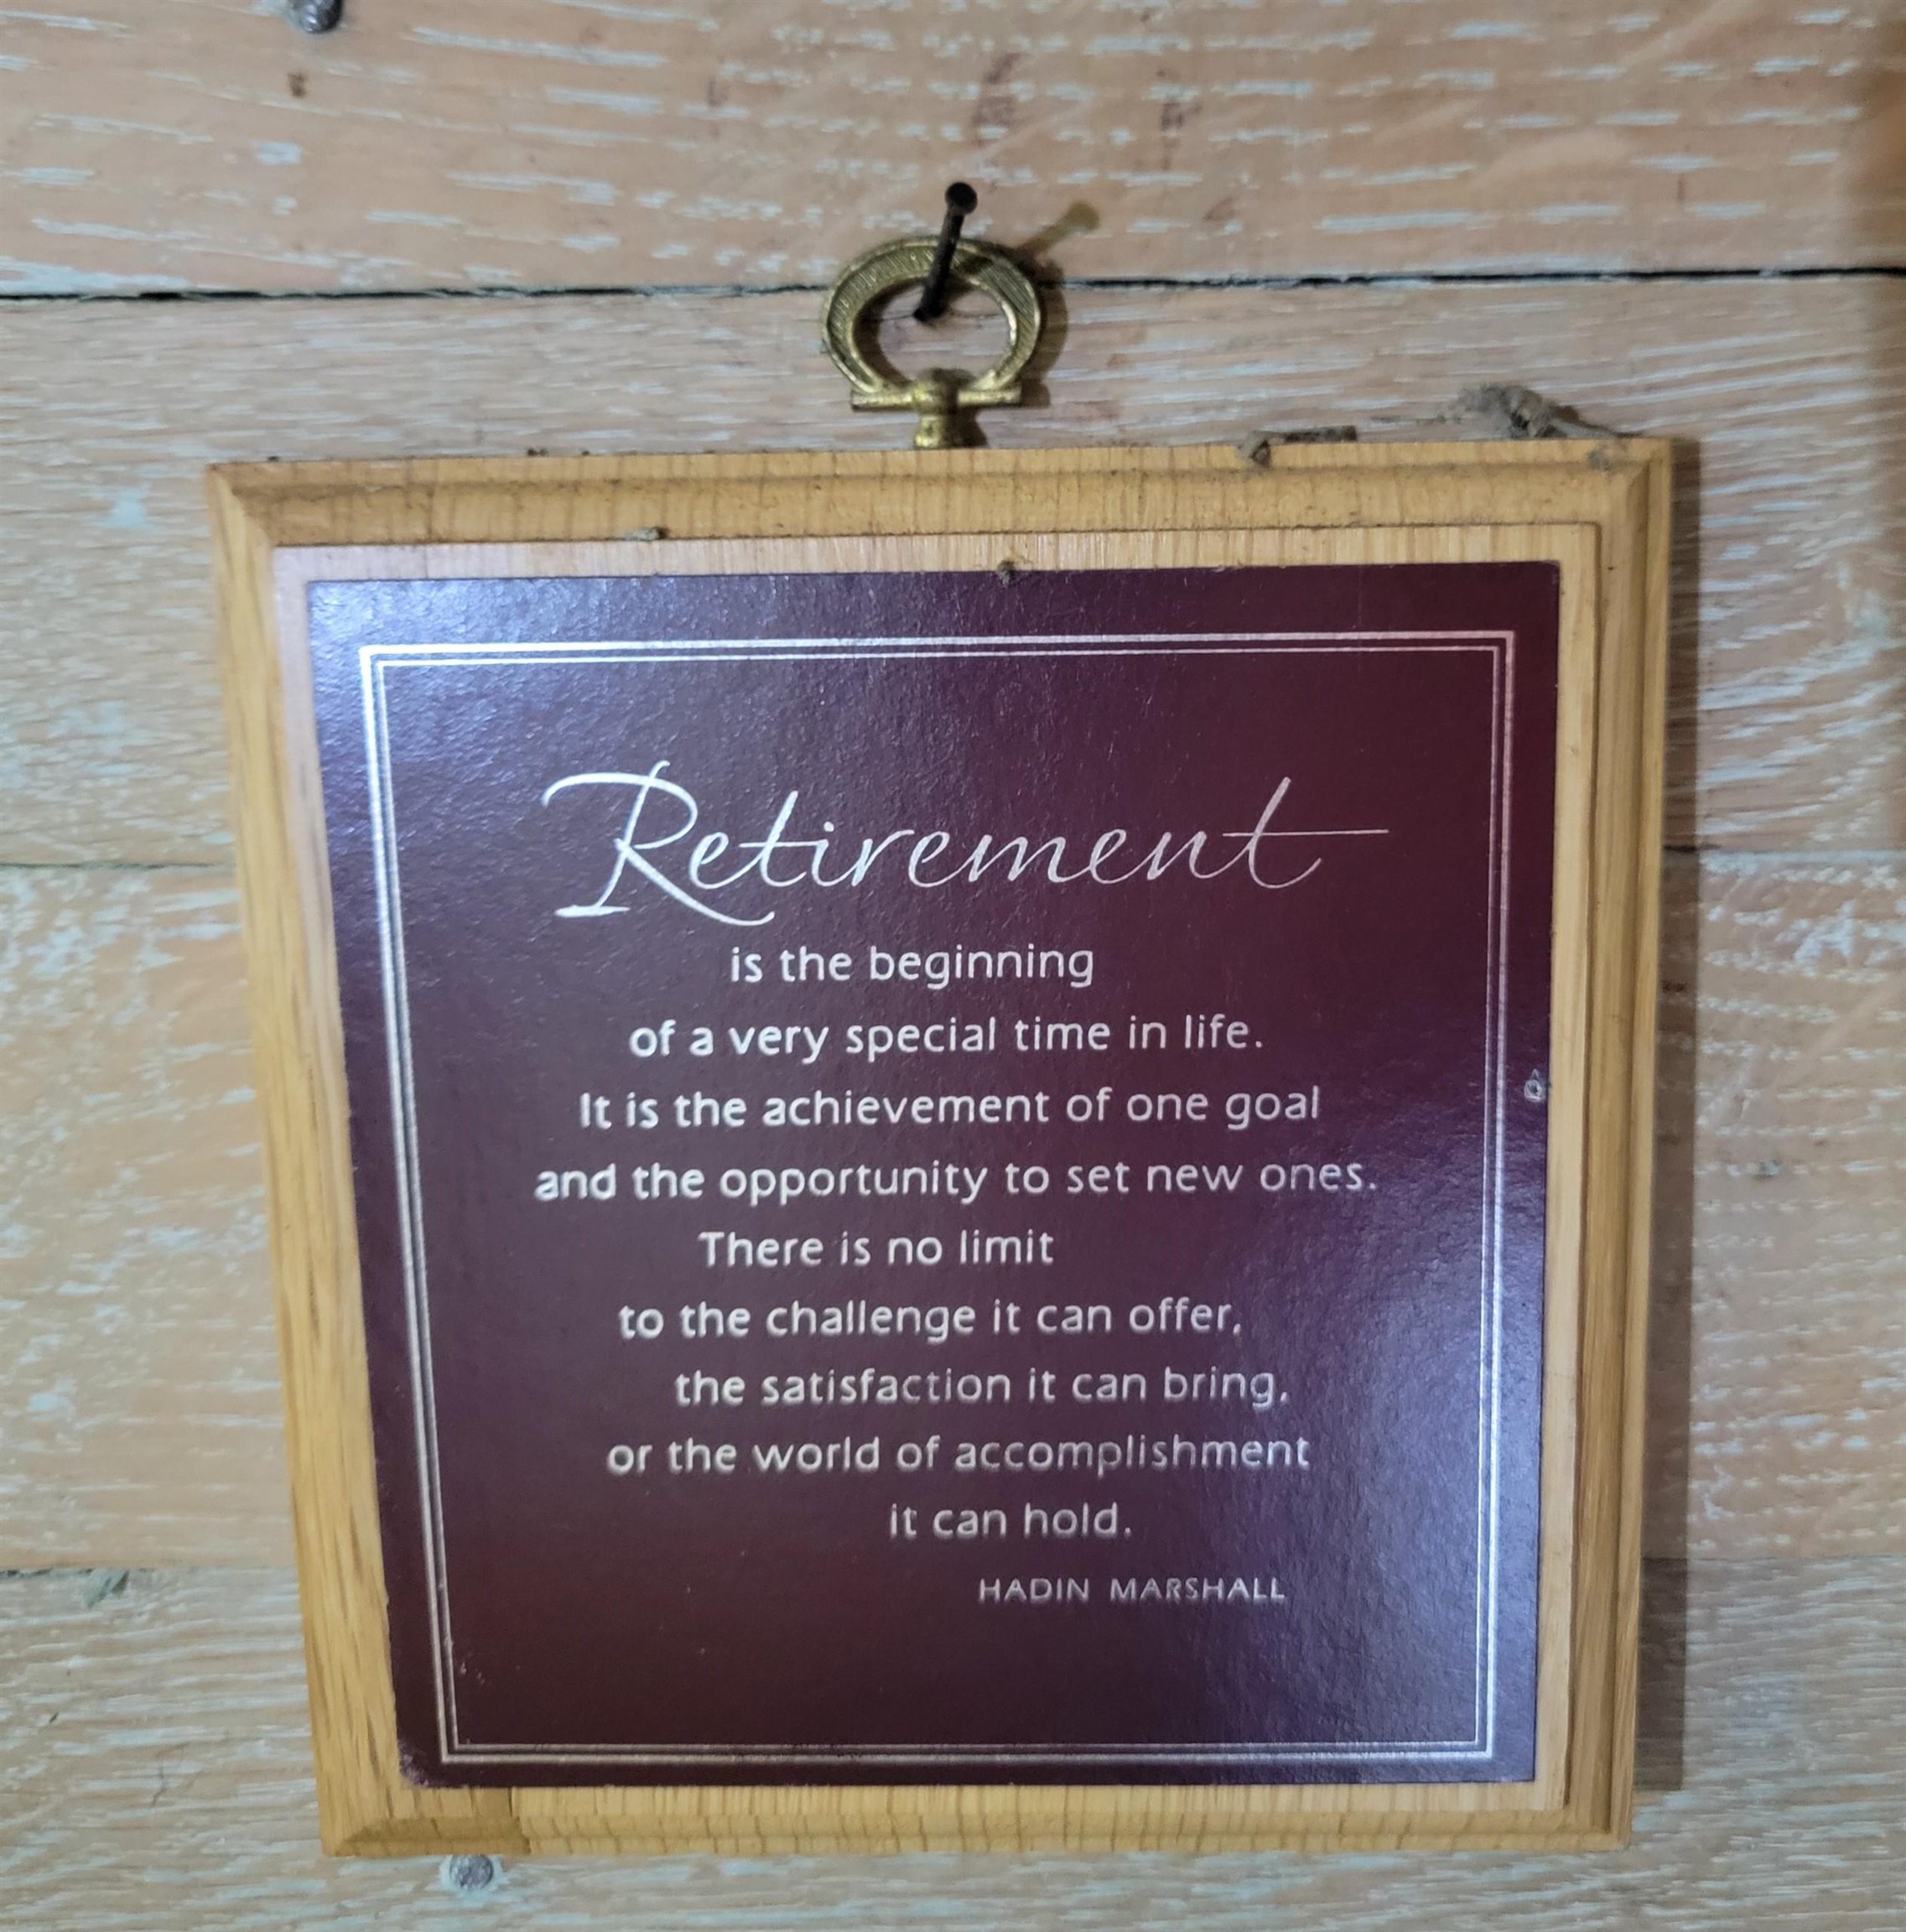 Retirement
is the beginning
of a very special time in life.
It is the achievement of one goal
and the opportunity to set new ones.
There is no limit
to the challenge it can offer,
the satisfaction it can bring,
or the world of accomplishment
it can hold.
HADIN MARSHALL